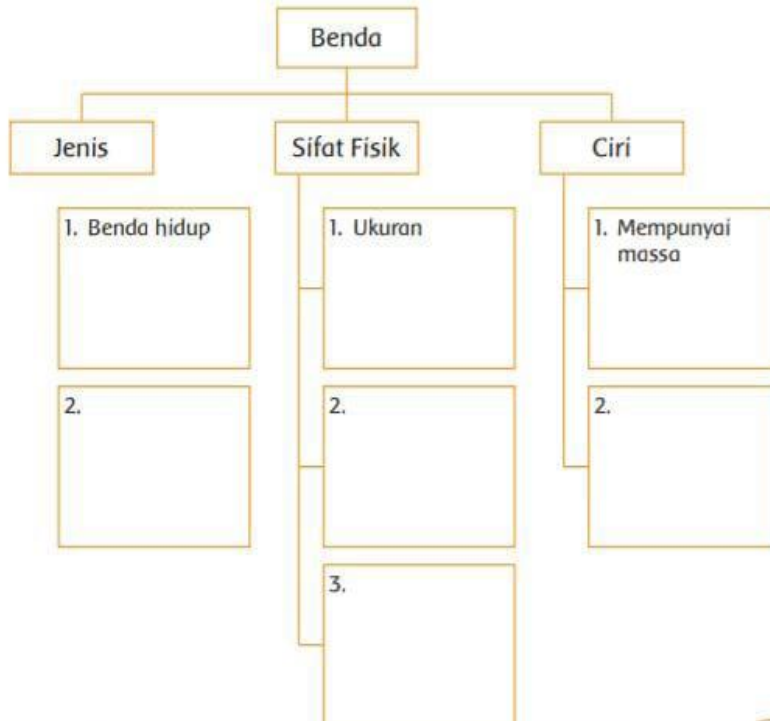 Benda
Jenis
Sifat Fisik
Ciri
1. Benda hidup
2.
1. Ukuran
2.
3.
1. Mempunyai
massa
2.